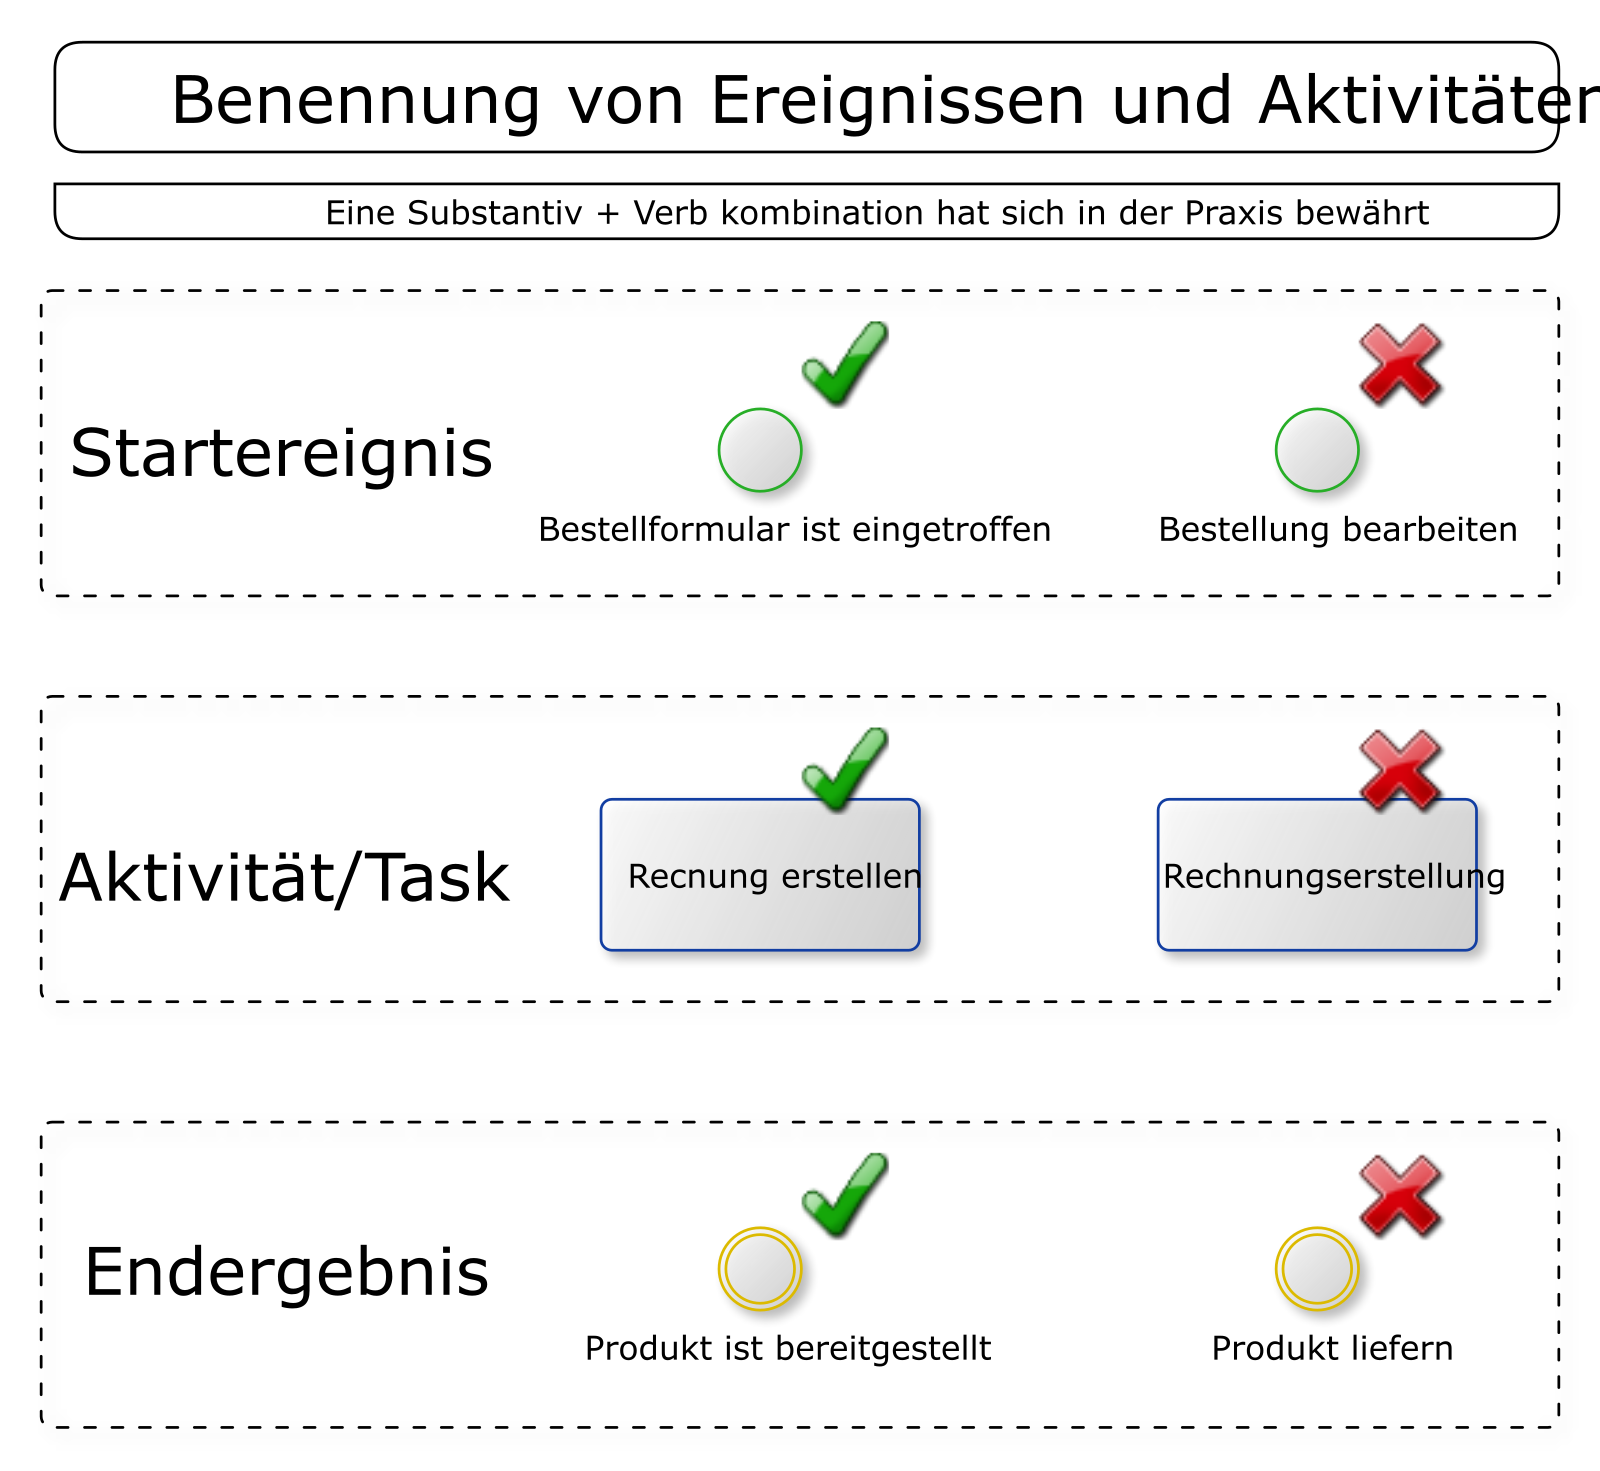 Benennung von Ereignissen und Aktivitäten
Eine Substantiv + Verb kombination hat sich in der Praxis bewährt
Startereignis
Bestellformular ist eingetroffen
Bestellung bearbeiten
Aktivität/Task
Recnung erstellen
Rechnungserstellung
Endergebnis
Produkt ist bereitgestellt
Produkt liefern